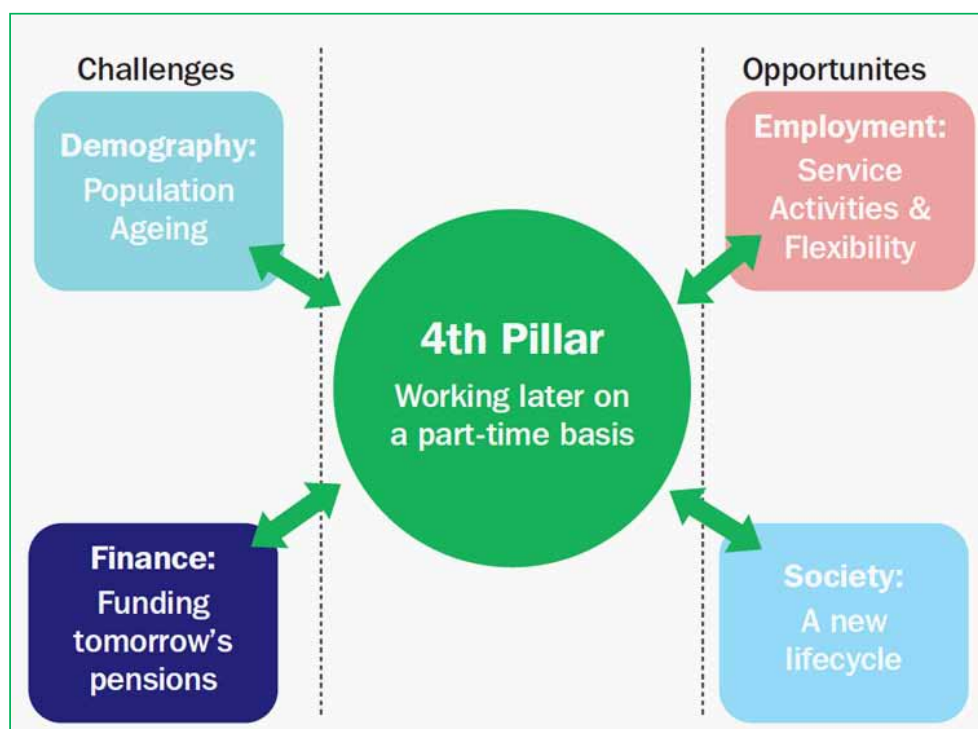 Challenges
Demography:
Population
Ageing
Finance:
Funding
tomorrow's
pensions
4th Pillar
Working later on
a part-time basis
Opportunites
Employment:
Service
Activities &
Flexibility
Society:
A new
lifecycle